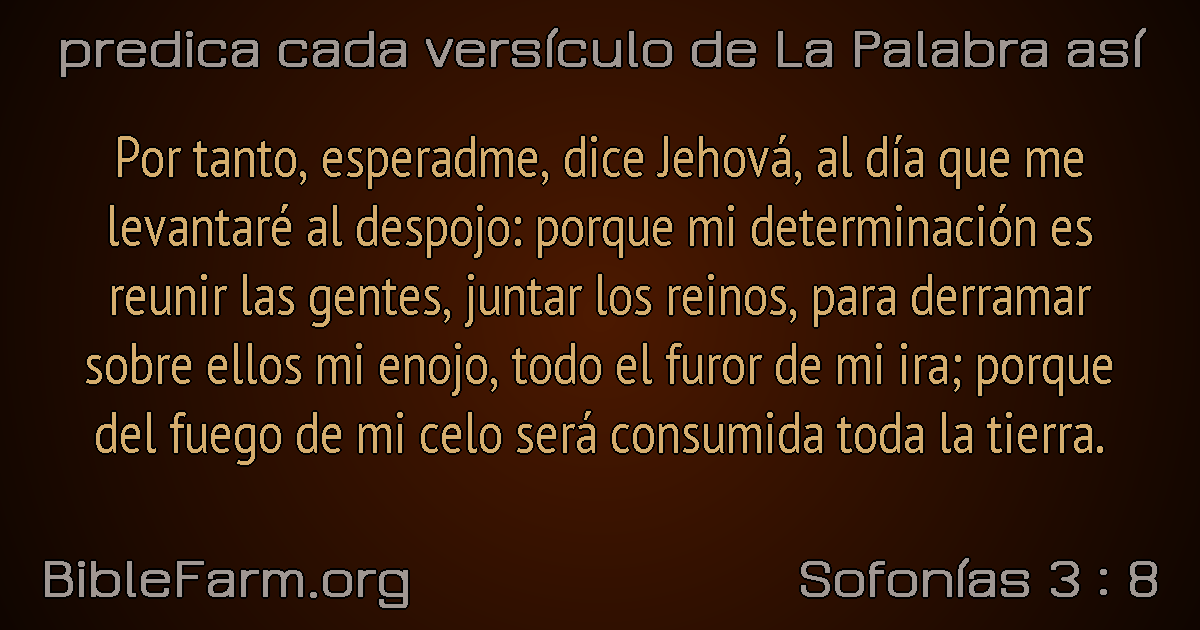 predica cada versículo de La Palabra así
Por tanto, esperadme, dice Jehová, al día que me
levantaré al despojo: porque mi determinación es
reunir las gentes, juntar los reinos, para derramar
sobre ellos mi enojo, todo el furor de mi ira; porque
del fuego de mi celo será consumida toda la tierra.
BibleFarm.org
Sofonías 3 : 8